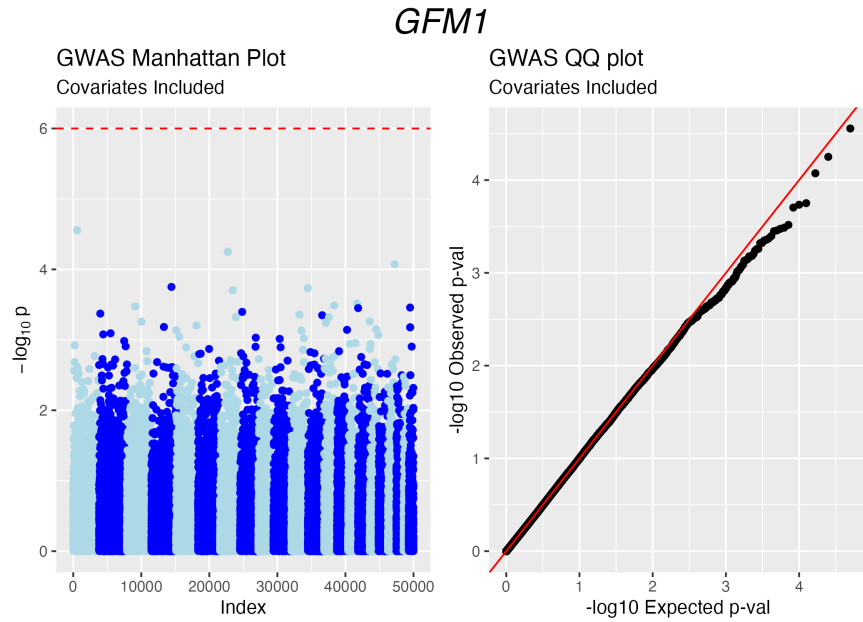 GFM1
GWAS Manhattan Plot
Covariates Included
6
4
2
0
−log10 p
0 10000 20000 30000 40000 50000
Index
GWAS QQ plot
Covariates Included
4
3
2
1
0
-log10 Observed p-val
0 1 2 3 4
-log10 Expected p-val